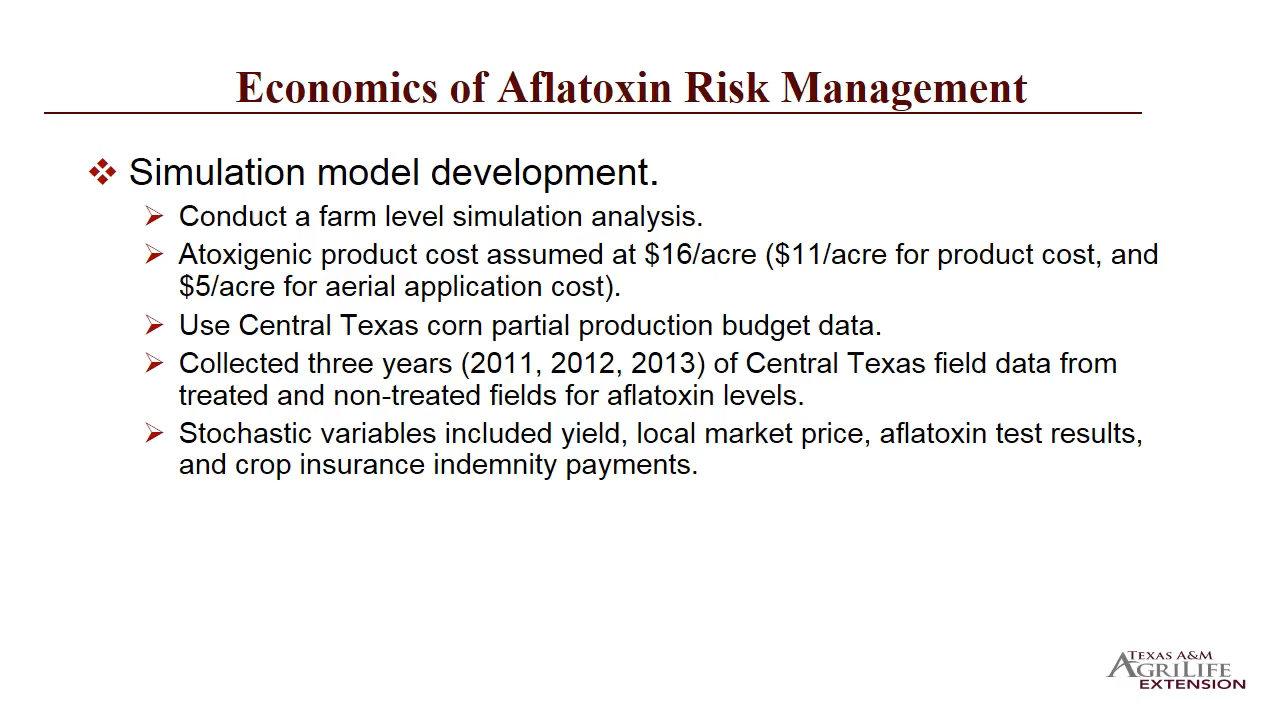 Economics of Aflatoxin Risk Management
Simulation model development.
Conduct a farm level simulation analysis.
Atoxigenic product cost assumed at $16/acre ($11/acre for product cost, and
$5/acre for aerial application cost).
Use Central Texas corn partial production budget data.
Collected three years (2011, 2012, 2013) of Central Texas field data from
treated and non-treated fields for aflatoxin levels.
Stochastic variables included yield, local market price, aflatoxin test results,
and crop insurance indemnity payments.
TEXAS A&M
AGRILIFE
EXTENSION